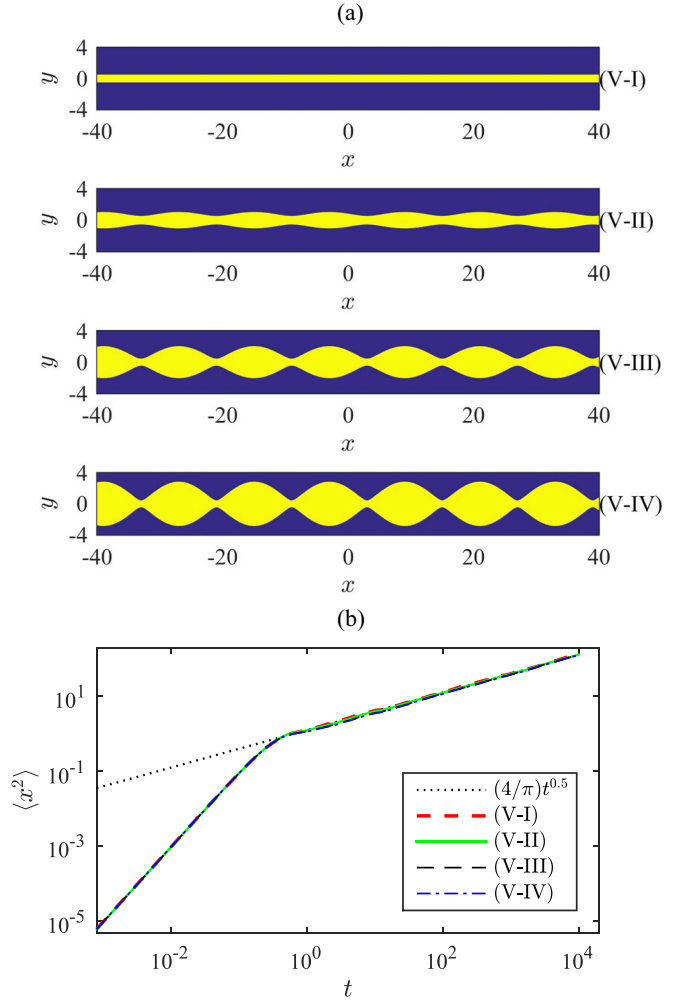 (a)
4
y 0 (V-I)
-4
-40 -20 0 20 40
x
4
y 0 (V-II)
-4
-40 -20 0 20 40
x
4
y 0 (V-III)
-4
-40 -20 0 20 40
x
4
y 0 (V-IV)
-4
-40 -20 0 20 40
x
(b)
10^1
10^-1
⟨x^2⟩
10^-3
10^-5
(4/π)t^0.5
(V-I)
(V-II)
(V-III)
(V-IV)
10^-2 10^0 10^2 10^4
t